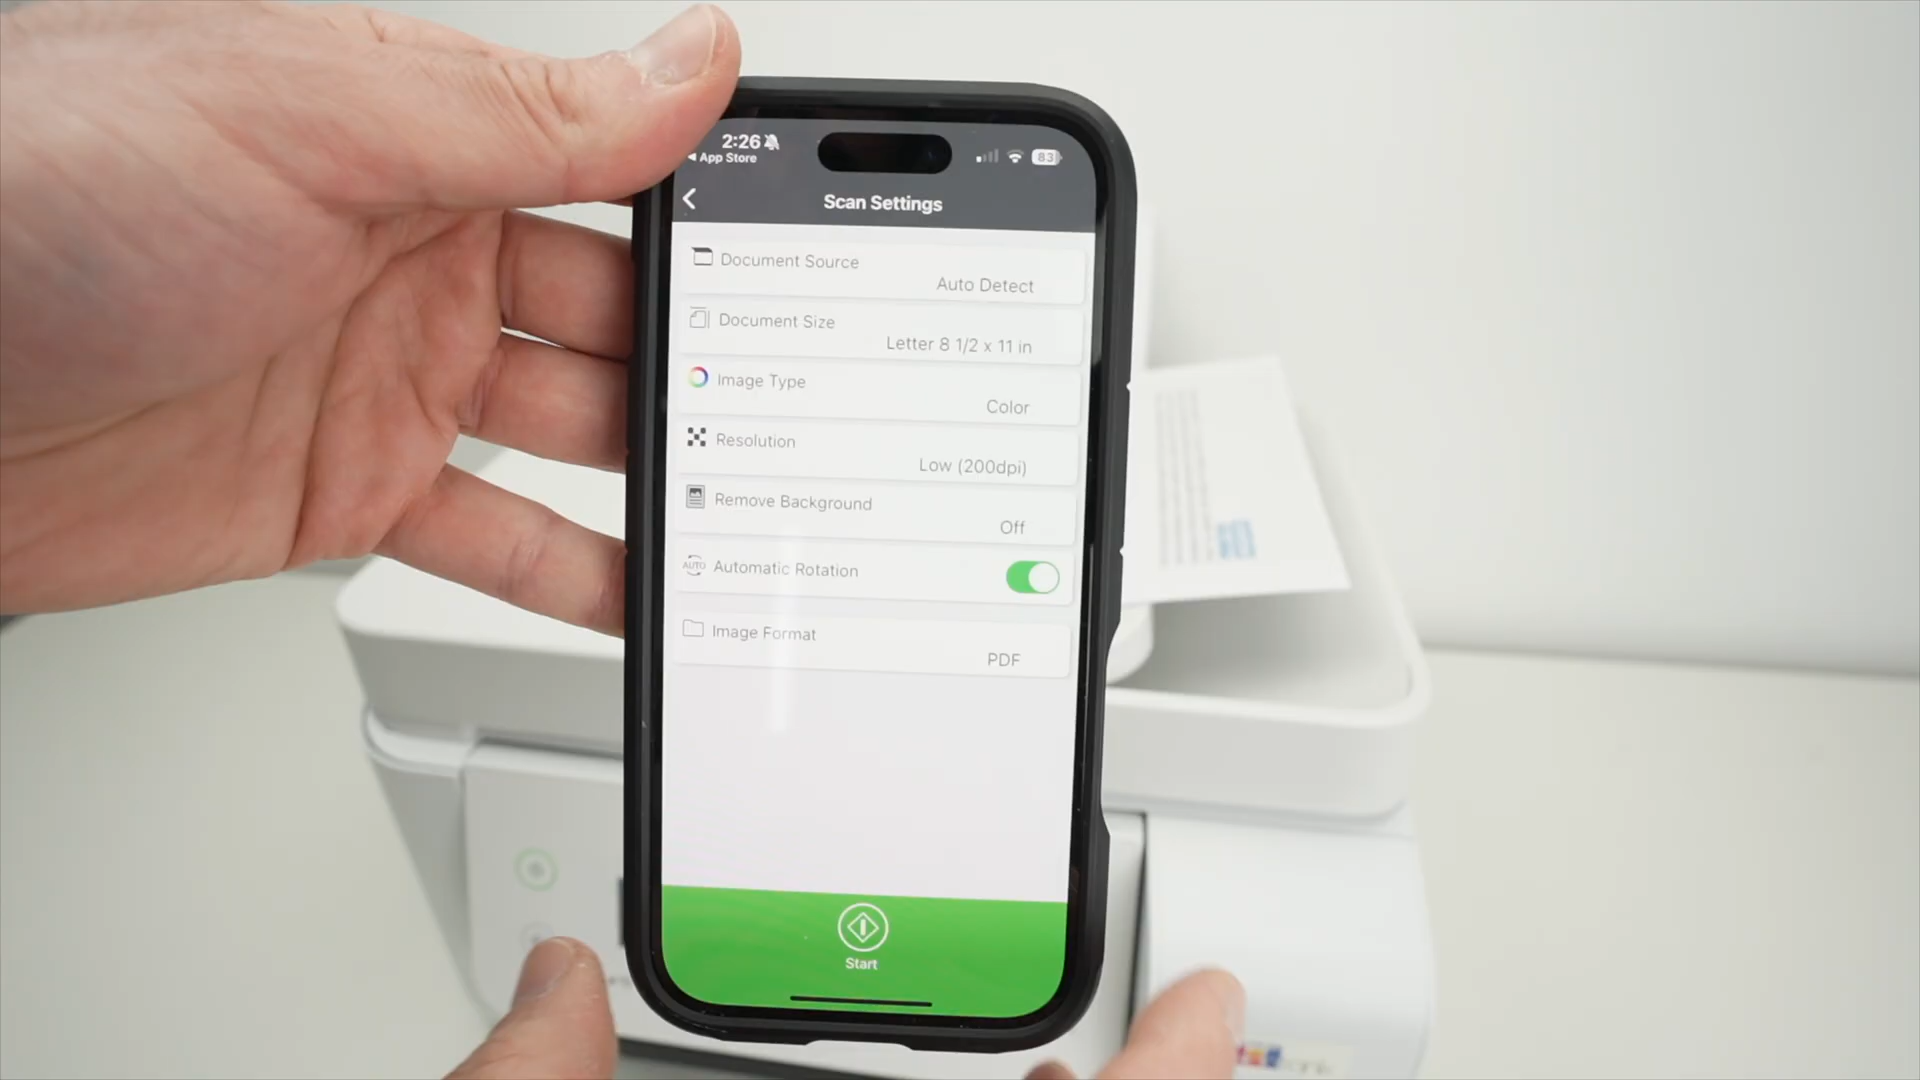 2:26
App Store
83
Scan Settings
Document Source
Auto Detect
Document Size
Letter 8 1/2 x 11 in
Image Type
Color
Resolution
Low (200dpi)
Remove Background
Off
AUTO
Automatic Rotation
Image Format
PDF
Start